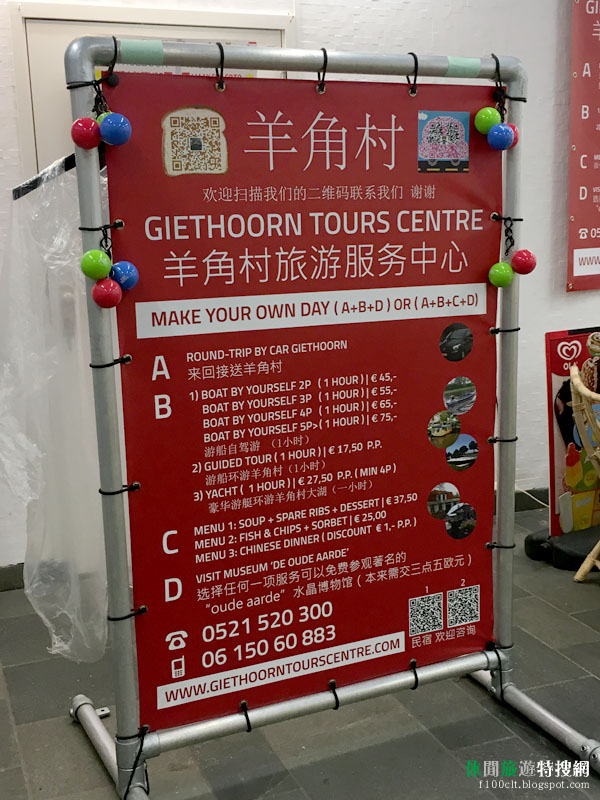 羊角村
欢迎扫描我们的二维码联系我们 谢谢
GIETHOORN TOURS CENTRE
羊角村旅游服务中心
MAKE YOUR OWN DAY ( A+B+D ) OR ( A+B+C+D)
A
ROUND-TRIP BY CAR GIETHOORN
来回接送羊角村
B
1) BOAT BY YOURSELF 2P ( 1 HOUR) | € 45,-
BOAT BY YOURSELF 3P ( 1 HOUR) | € 55,-
BOAT BY YOURSELF 4P ( 1 HOUR) | € 65,-
BOAT BY YOURSELF 5P>( 1 HOUR) | € 75,-
游船自驾游 （1小时）
2) GUIDED TOUR ( 1 HOUR) | € 17,50 P.P.
游船环游羊角村（1小时）
3) YACHT ( 1 HOUR) | € 27,50 P.P. ( MIN 4P )
豪华游艇环游羊角村大湖（一小时）
C
MENU 1: SOUP + SPARE RIBS + DESSERT | € 37,50
MENU 2: FISH & CHIPS + SORBET | € 25,00
MENU 3: CHINESE DINNER ( DISCOUNT € 1,- P.P.)
D
VISIT MUSEUM ‘DE OUDE AARDE’
选择任何一项服务可以免费参观著名的
“oude aarde” 水晶博物馆（本来需交三点五欧元）
0521 520 300
06 150 60 883
1 2
民宿 欢迎咨询
WWW.GIETHOORNTOURSCENTRE.COM
GIETH
羊角
A
B
C
D
休閒旅遊特搜網
f100clt.blogspot.com